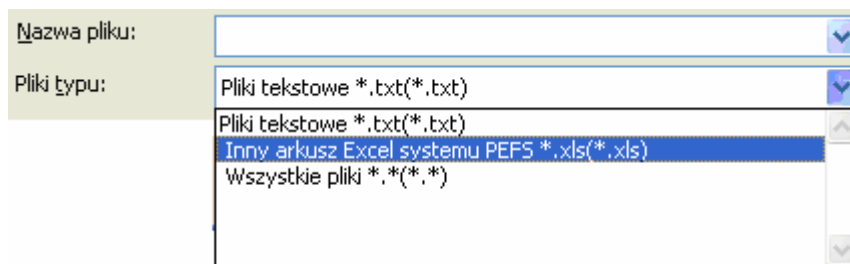 Nazwa pliku:
Pliki typu:
Pliki tekstowe *.txt(*.txt)
Pliki tekstowe *.txt(*.txt)
Inny arkusz Excel systemu PEFS *.xls(*.xls)
Wszystkie pliki *.*(*.*)